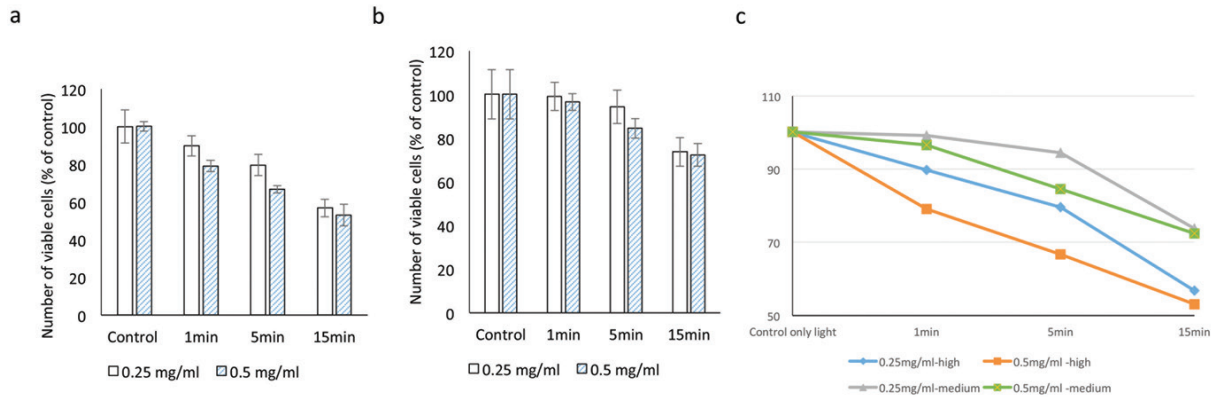 a
Number of viable cells (% of control)
120
100
80
60
40
20
0
Control 1min 5min 15min
0.25 mg/ml 0.5 mg/ml
b
Number of viable cells (% of control)
120
100
80
60
40
20
0
Control 1min 5min 15min
0.25 mg/ml 0.5 mg/ml
c
110
90
70
50
Control only light 1min 5min 15min
0.25mg/ml-high 0.5mg/ml -high
0.25mg/ml-medium 0.5mg/ml -medium